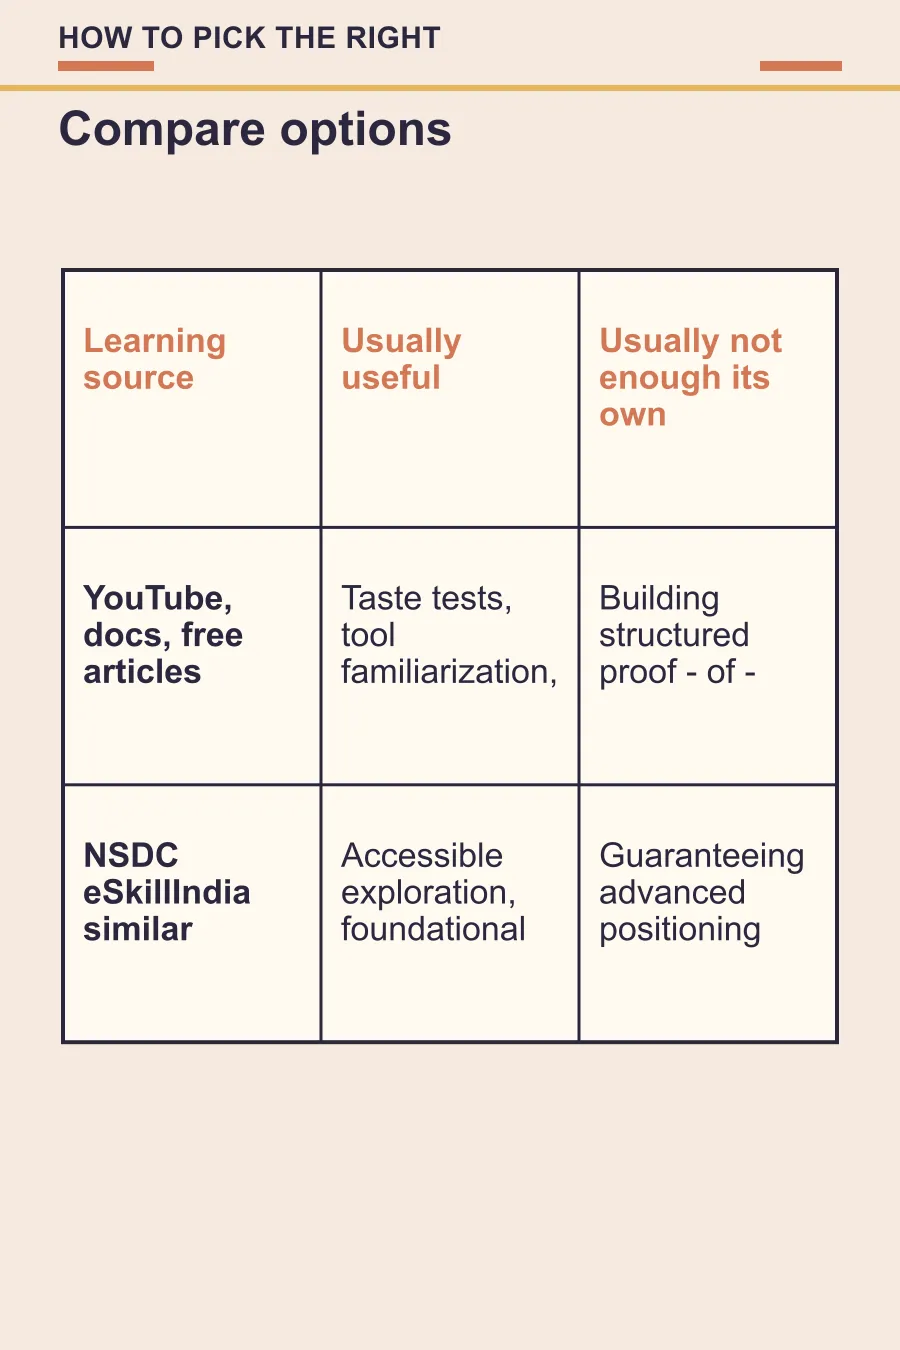 HOW TO PICK THE RIGHT
Compare options
Learning
source
Usually
useful
Usually not
enough its
own
YouTube,
docs, free
articles
Taste tests,
tool
familiarization,
Building
structured
proof - of -
NSDC
eSkillIndia
similar
Accessible
exploration,
foundational
Guaranteeing
advanced
positioning